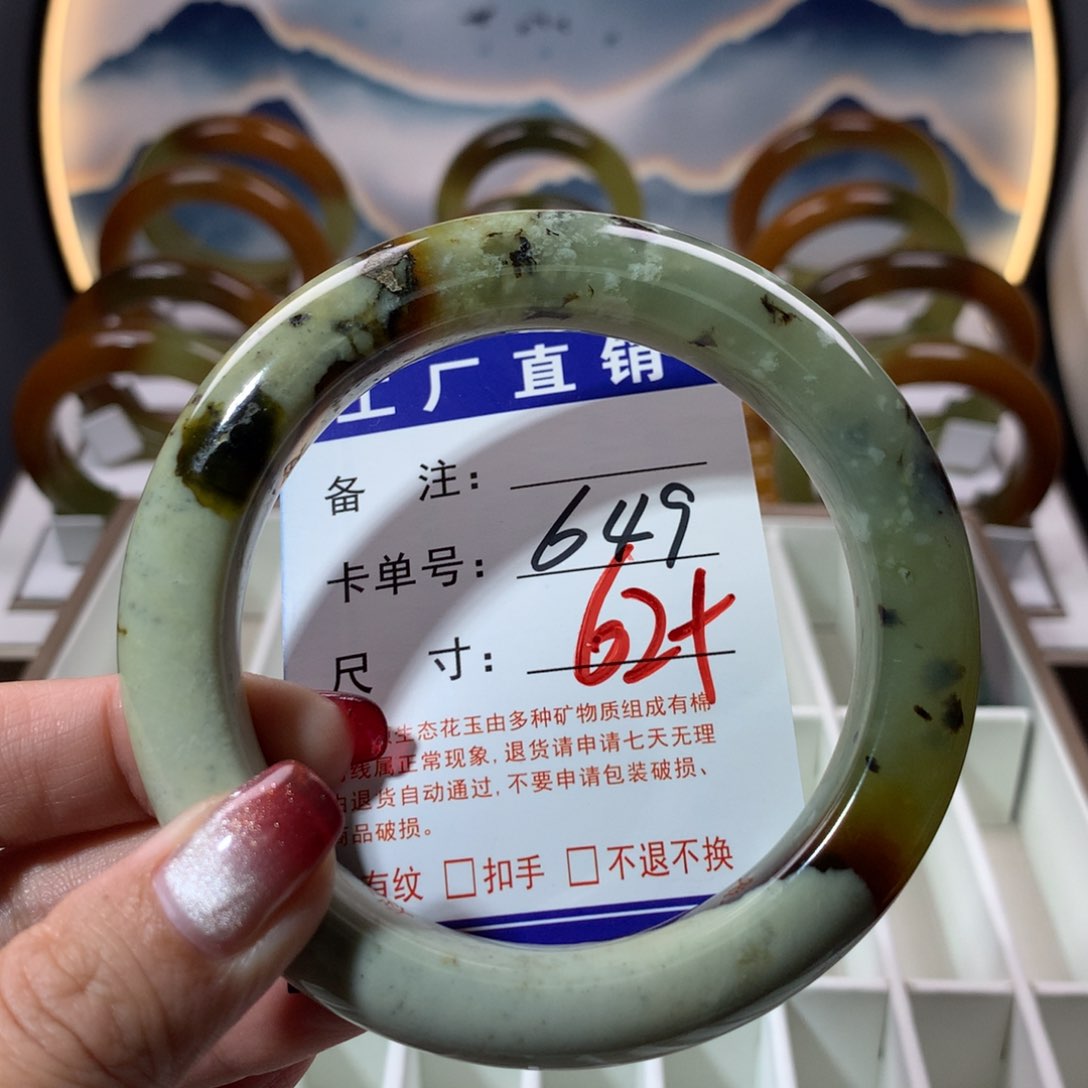 工厂直销
备 注:
卡单号: 649
尺 寸: 62+
生态花玉由多种矿物质组成有棉
线属正常现象,退货请申请七天无理
由退货自动通过,不要申请包装破损、
商品破损。
有纹 □扣手 □不退不换